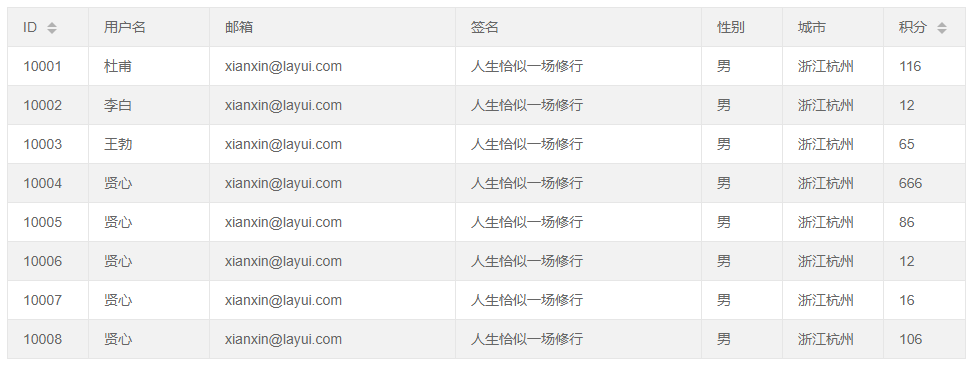 ID 用户名 邮箱 签名 性别 城市 积分
10001 杜甫 xianxin@layui.com 人生恰似一场修行 男 浙江杭州 116
10002 李白 xianxin@layui.com 人生恰似一场修行 男 浙江杭州 12
10003 王勃 xianxin@layui.com 人生恰似一场修行 男 浙江杭州 65
10004 贤心 xianxin@layui.com 人生恰似一场修行 男 浙江杭州 666
10005 贤心 xianxin@layui.com 人生恰似一场修行 男 浙江杭州 86
10006 贤心 xianxin@layui.com 人生恰似一场修行 男 浙江杭州 12
10007 贤心 xianxin@layui.com 人生恰似一场修行 男 浙江杭州 16
10008 贤心 xianxin@layui.com 人生恰似一场修行 男 浙江杭州 106